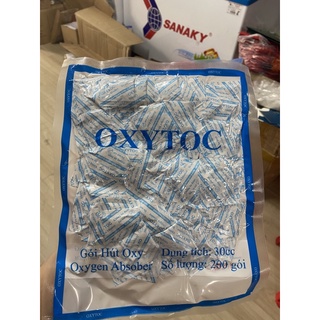 SANAKY
OXYTOC
Gói Hút Oxy Dung tích: 30cc
Oxygen Absober Số lượng: 200 gói